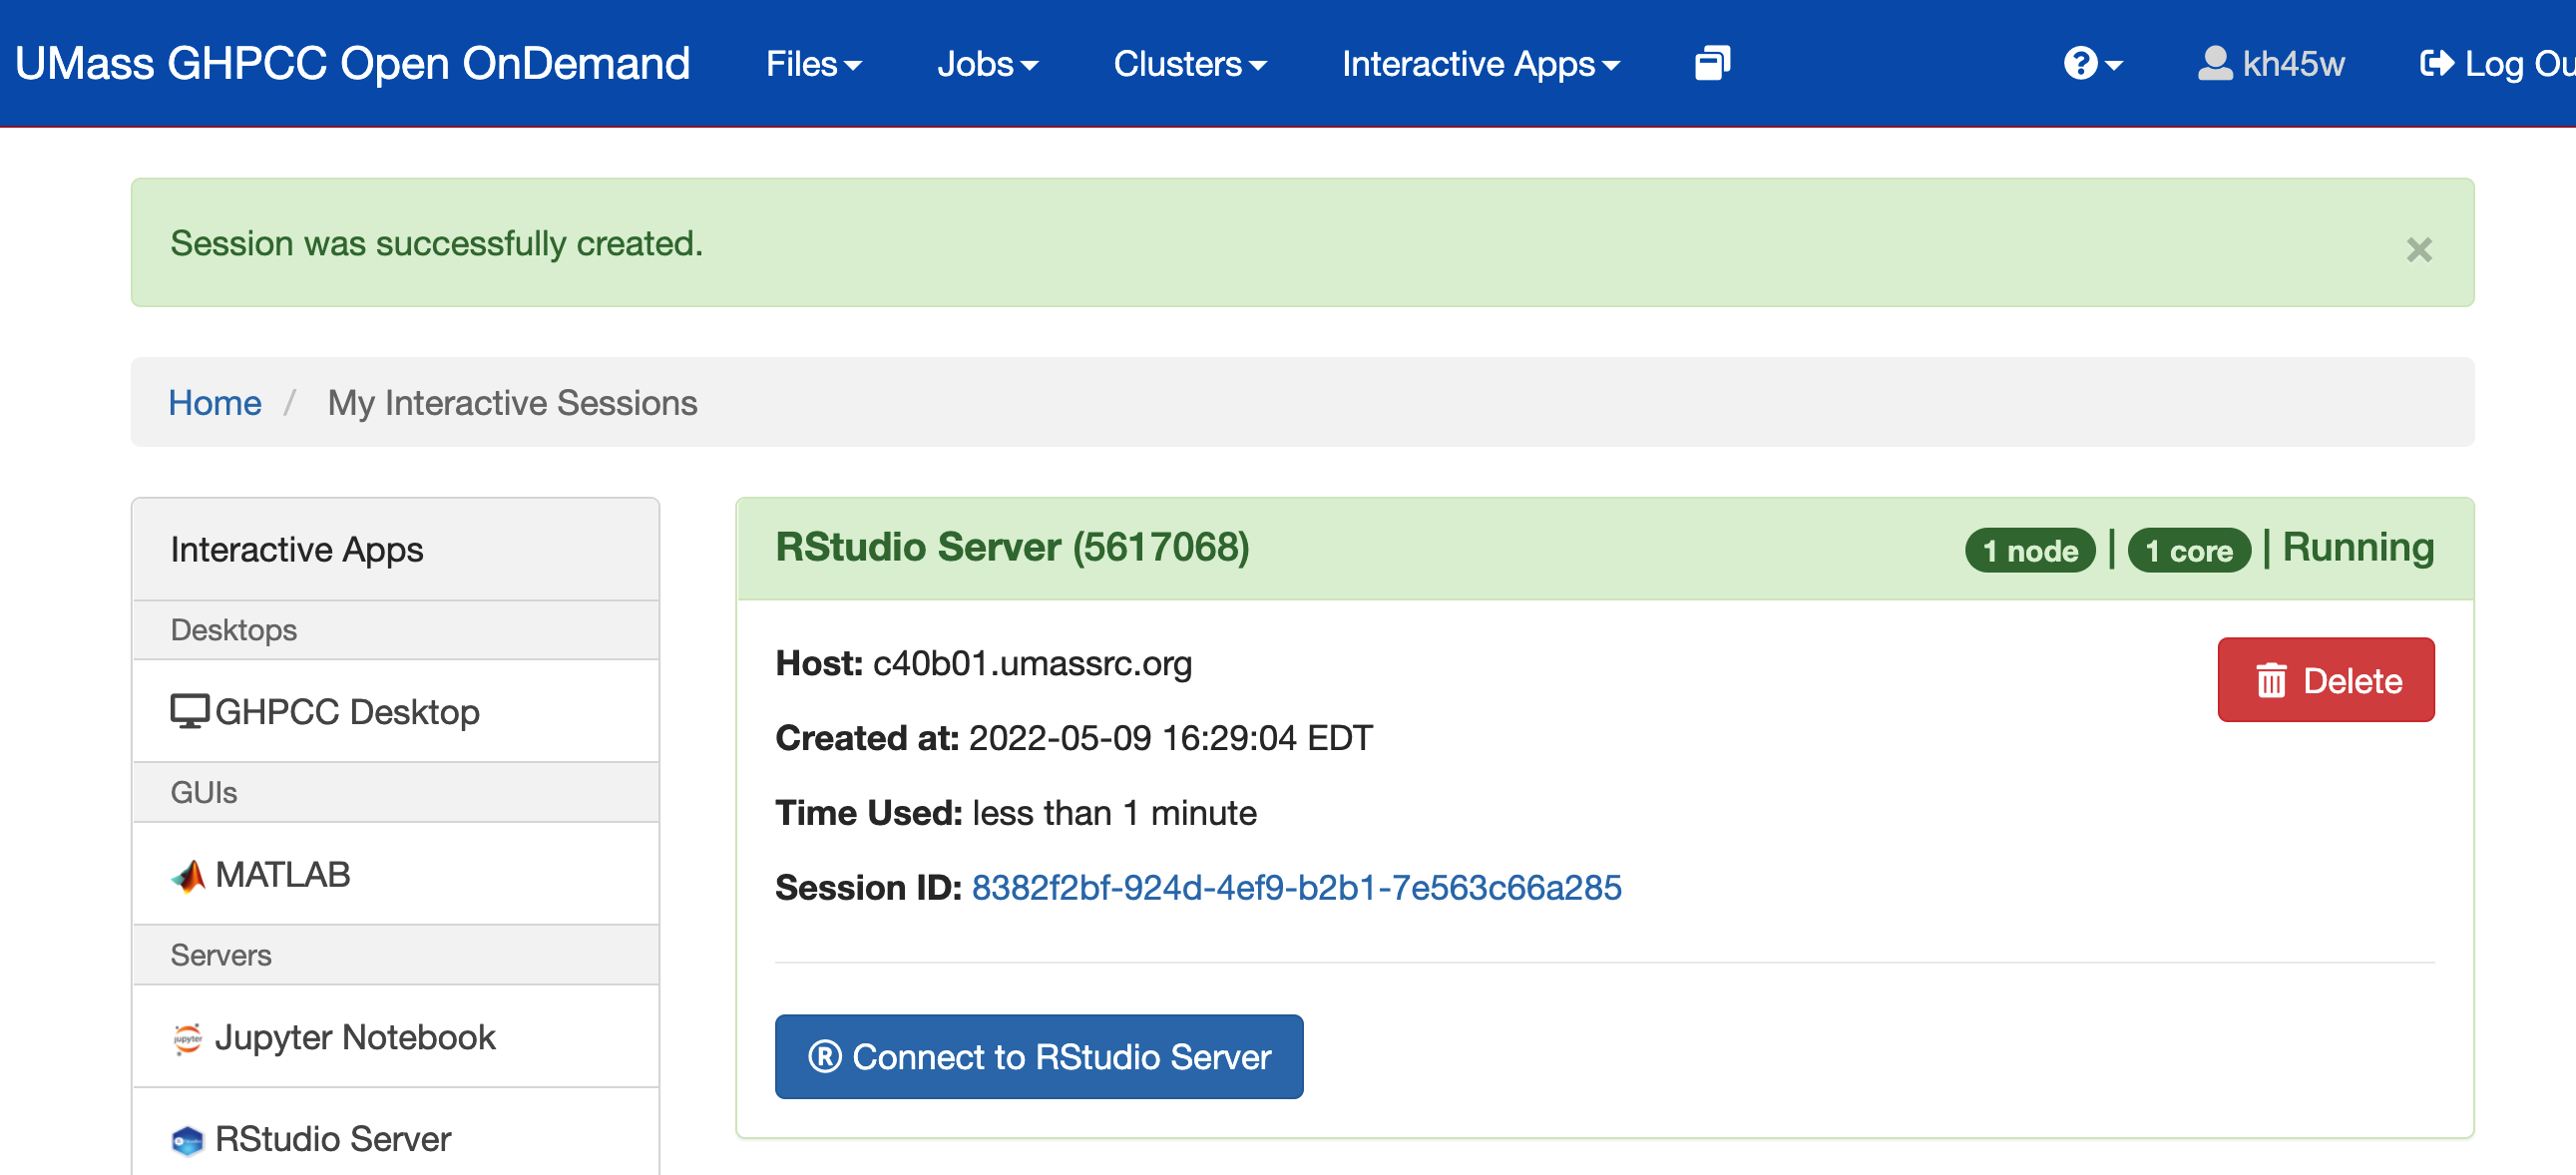 UMass GHPCC Open OnDemand Files Jobs Clusters Interactive Apps ? kh45w Log Ou
Session was successfully created. ×
Home / My Interactive Sessions
Interactive Apps
Desktops
GHPCC Desktop
GUIs
MATLAB
Servers
jupyter Jupyter Notebook
RStudio Server
RStudio Server (5617068) 1 node | 1 core | Running
Host: c40b01.umassrc.org
Delete
Created at: 2022-05-09 16:29:04 EDT
Time Used: less than 1 minute
Session ID: 8382f2bf-924d-4ef9-b2b1-7e563c66a285
® Connect to RStudio Server